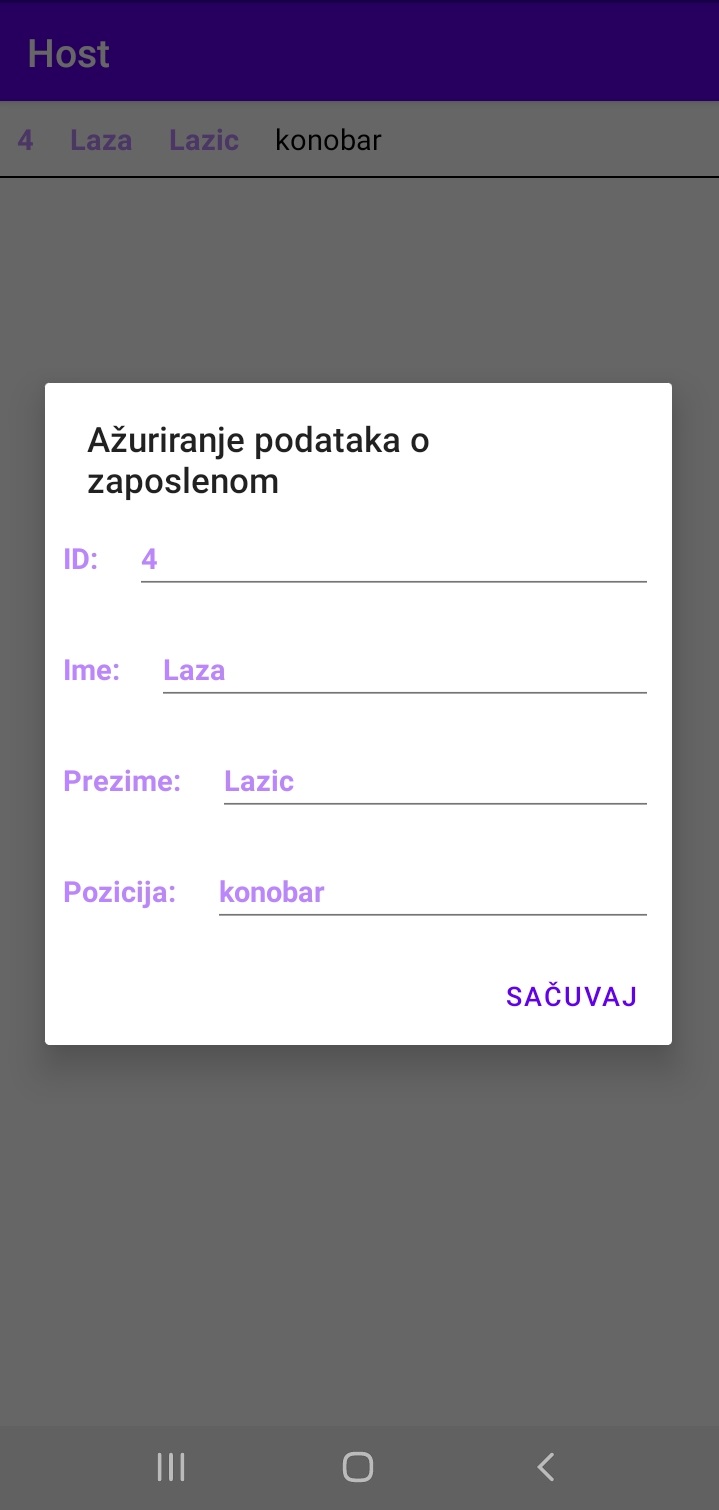 Host
4 Laza Lazic konobar
Ažuriranje podataka o
zaposlenom
ID: 4
Ime: Laza
Prezime: Lazic
Pozicija: konobar
SAČUVAJ